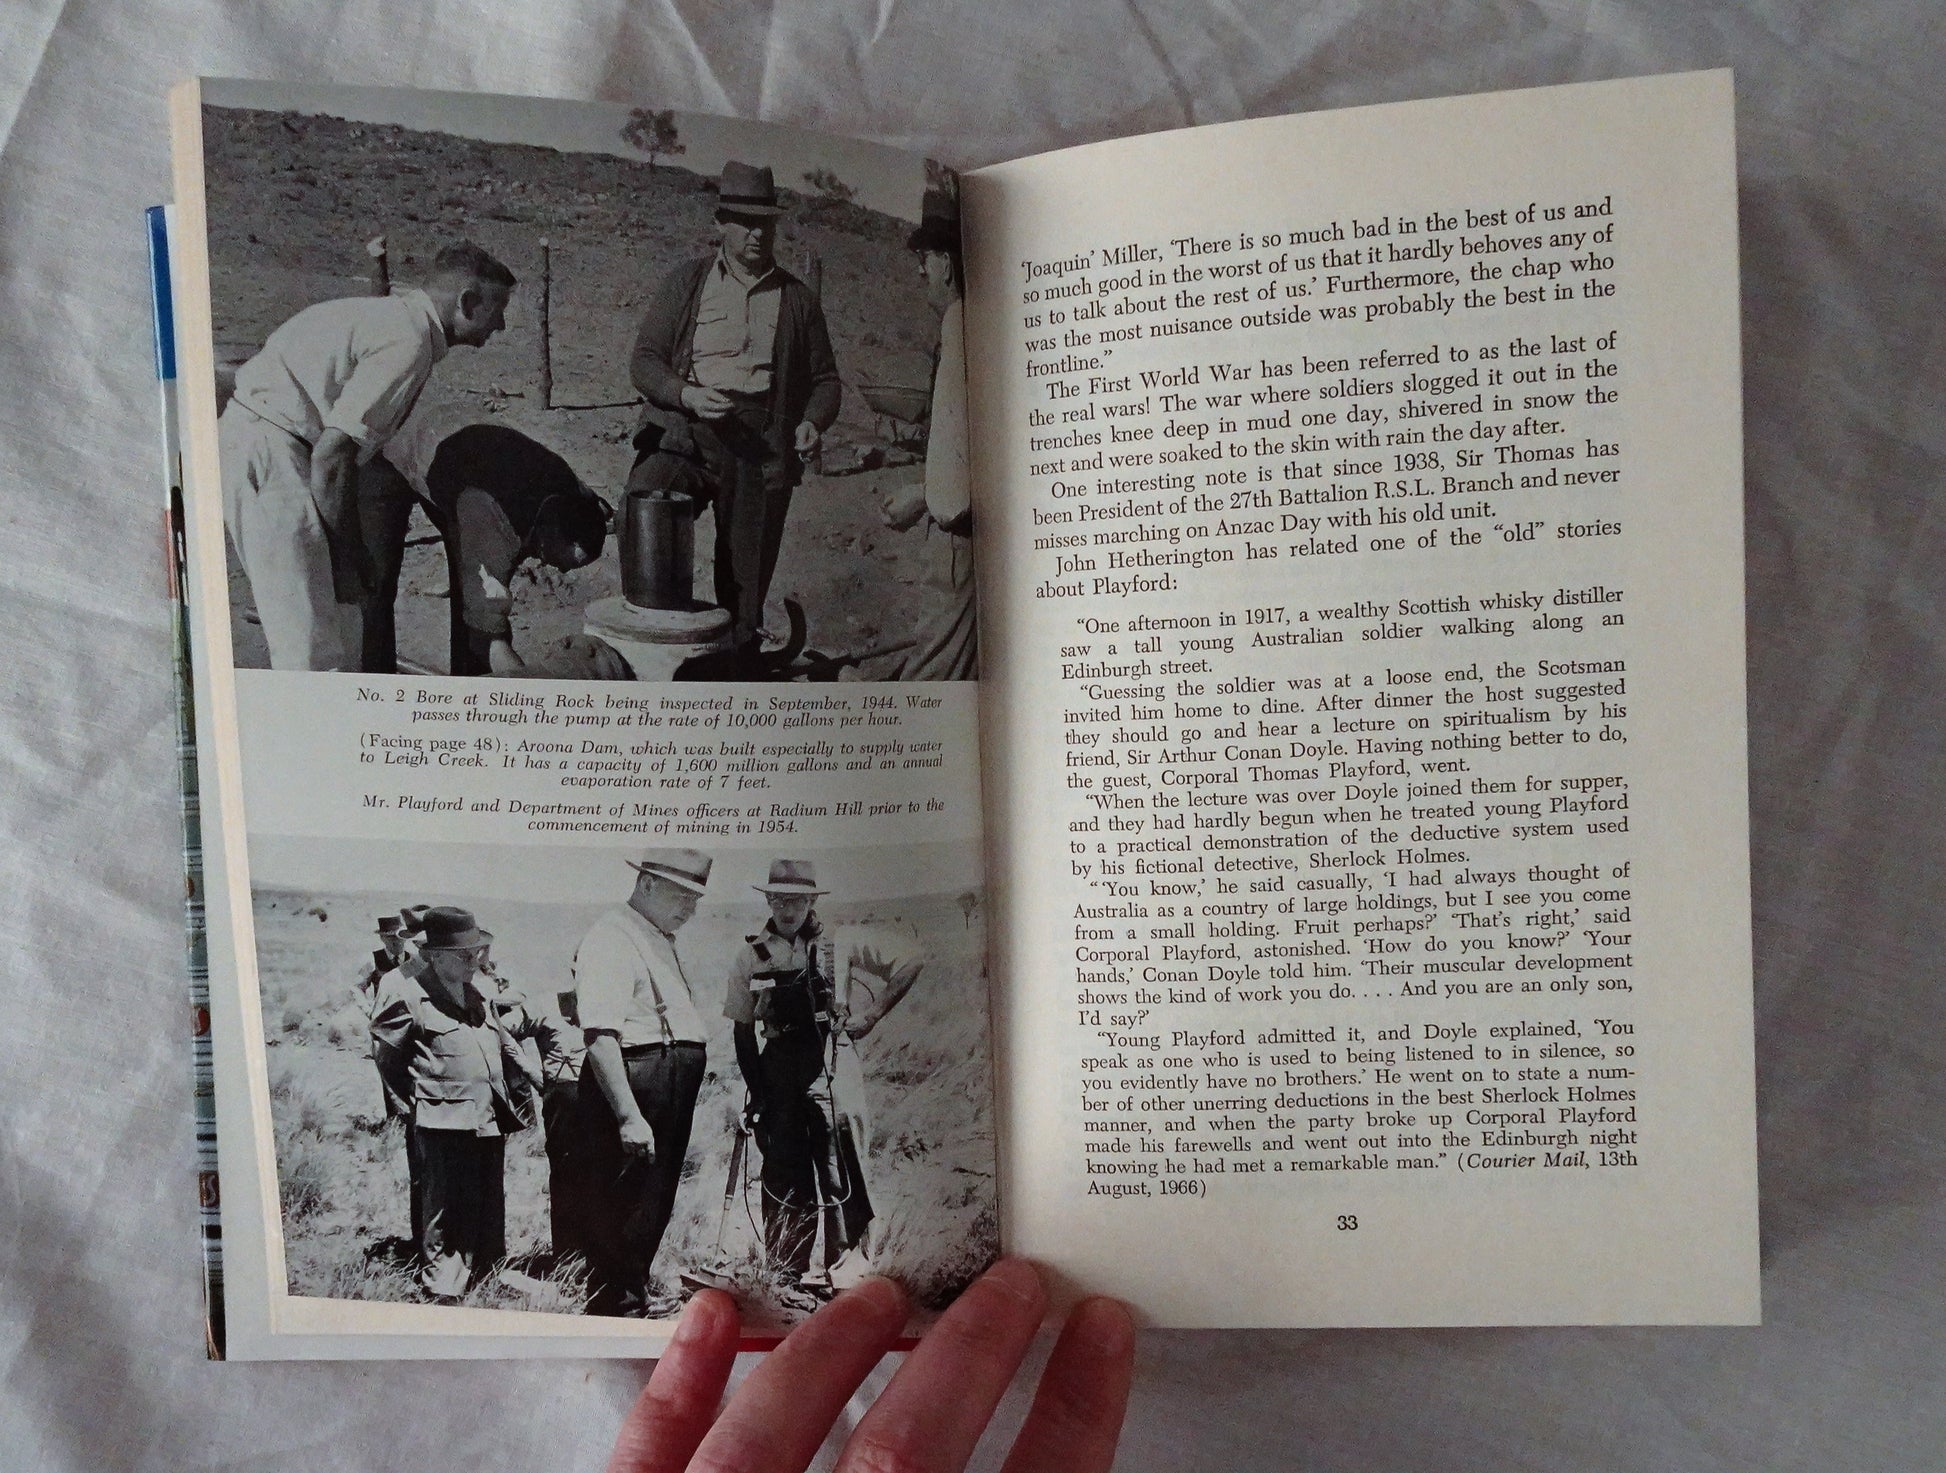 No. 2 Bore at Sliding Rock being inspected in September, 1944. Water
passes through the pump at the rate of 10,000 gallons per hour.
(Facing page 48): Aroona Dam, which was built especially to supply water
to Leigh Creek. It has a capacity of 1,600 million gallons and an annual
evaporation rate of 7 feet.
Mr. Playford and Department of Mines officers at Radium Hill prior to the
commencement of mining in 1954.
'Joaquin' Miller, 'There is so much bad in the best of us and
so much good in the worst of us that it hardly behoves any of
us to talk about the rest of us.' Furthermore, the chap who
was the most nuisance outside was probably the best in the
frontline."
The First World War has been referred to as the last of
the real wars! The war where soldiers slogged it out in the
trenches knee deep in mud one day, shivered in snow the
next and were soaked to the skin with rain the day after.
One interesting note is that since 1938, Sir Thomas has
been President of the 27th Battalion R.S.L. Branch and never
misses marching on Anzac Day with his old unit.
John Hetherington has related one of the "old" stories
about Playford:
"One afternoon in 1917, a wealthy Scottish whisky distiller
saw a tall young Australian soldier walking along an
Edinburgh street.
"Guessing the soldier was at a loose end, the Scotsman
invited him home to dine. After dinner the host suggested
they should go and hear a lecture on spiritualism by his
friend, Sir Arthur Conan Doyle. Having nothing better to do,
the guest, Corporal Thomas Playford, went.
"When the lecture was over Doyle joined them for supper,
and they had hardly begun when he treated young Playford
to a practical demonstration of the deductive system used
by his fictional detective, Sherlock Holmes.
" 'You know,' he said casually, 'I had always thought of
Australia as a country of large holdings, but I see you come
from a small holding. Fruit perhaps?' 'That's right,' said
Corporal Playford, astonished. 'How do you know?' 'Your
hands,' Conan Doyle told him. 'Their muscular development
shows the kind of work you do. . . . And you are an only son,
I'd say?'
"Young Playford admitted it, and Doyle explained, 'You
speak as one who is used to being listened to in silence, so
you evidently have no brothers.' He went on to state a num-
ber of other unerring deductions in the best Sherlock Holmes
manner, and when the party broke up Corporal Playford
made his farewells and went out into the Edinburgh night
knowing he had met a remarkable man." (Courier Mail, 13th
August, 1966)
33